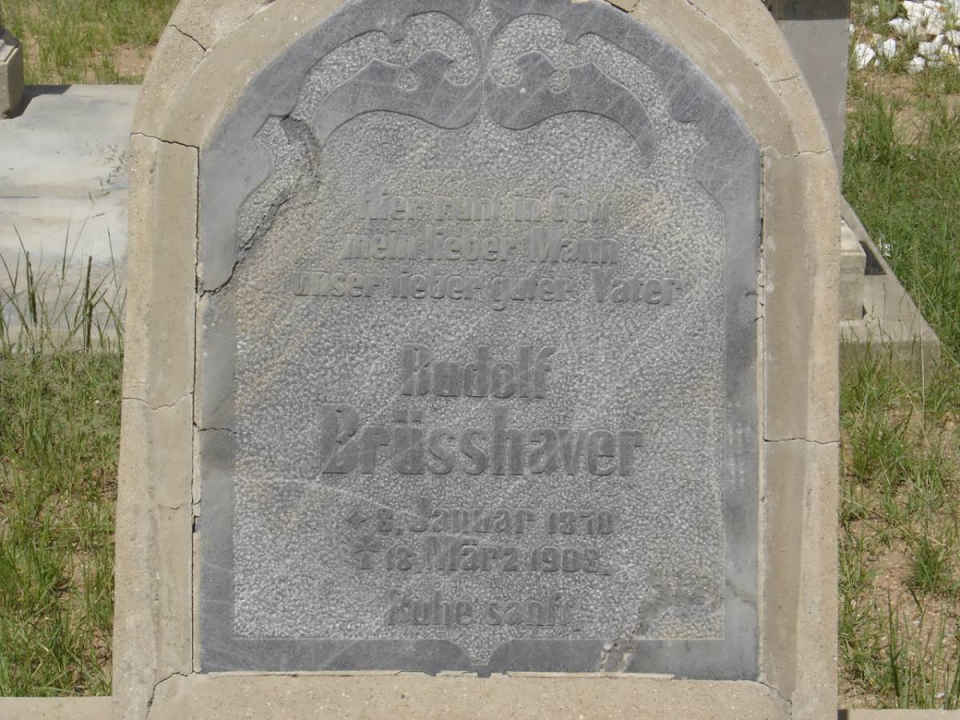 Hier ruht in Gott
mein lieber Mann
unser lieber guter Vater
Rudolf
Brüsshaver
* 8. Januar 1870
† 18 März 1908.
Ruhe sanft.